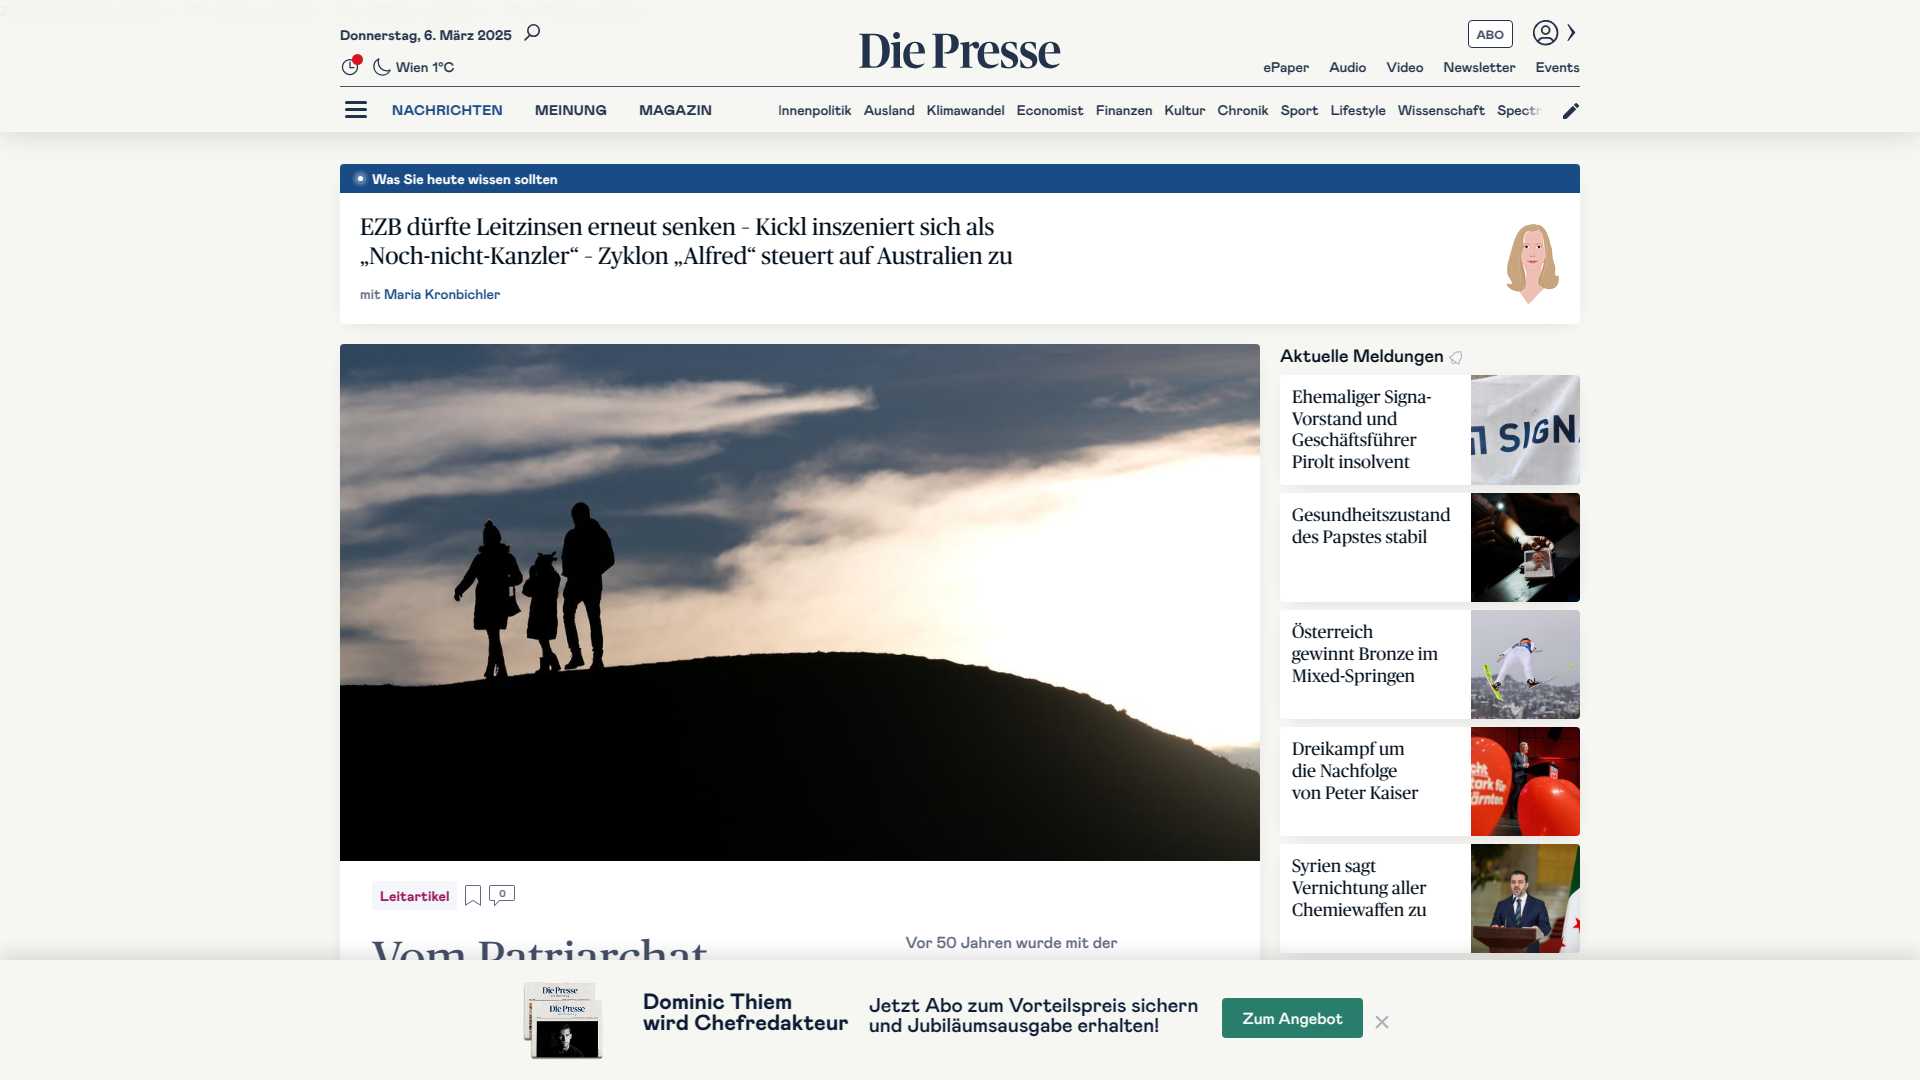 Donnerstag, 6. März 2025
Wien 1°C
Die Presse
ABO
ePaper Audio Video Newsletter Events
NACHRICHTEN MEINUNG MAGAZIN
Innenpolitik Ausland Klimawandel Economist Finanzen Kultur Chronik Sport Lifestyle Wissenschaft Spectr
Was Sie heute wissen sollten
EZB dürfte Leitzinsen erneut senken – Kickl inszeniert sich als
„Noch-nicht-Kanzler“ – Zyklon „Alfred“ steuert auf Australien zu
mit Maria Kronbichler
Leitartikel
0
Vom Patriarchat
Vor 50 Jahren wurde mit der
Aktuelle Meldungen
Ehemaliger Signa-
Vorstand und
Geschäftsführer
Pirolt insolvent
SIGNA
Gesundheitszustand
des Papstes stabil
Österreich
gewinnt Bronze im
Mixed-Springen
Dreikampf um
die Nachfolge
von Peter Kaiser
Syrien sagt
Vernichtung aller
Chemiewaffen zu
Die Presse
Die Presse
Dominic Thiem
wird Chefredakteur
Jetzt Abo zum Vorteilspreis sichern
und Jubiläumsausgabe erhalten!
Zum Angebot